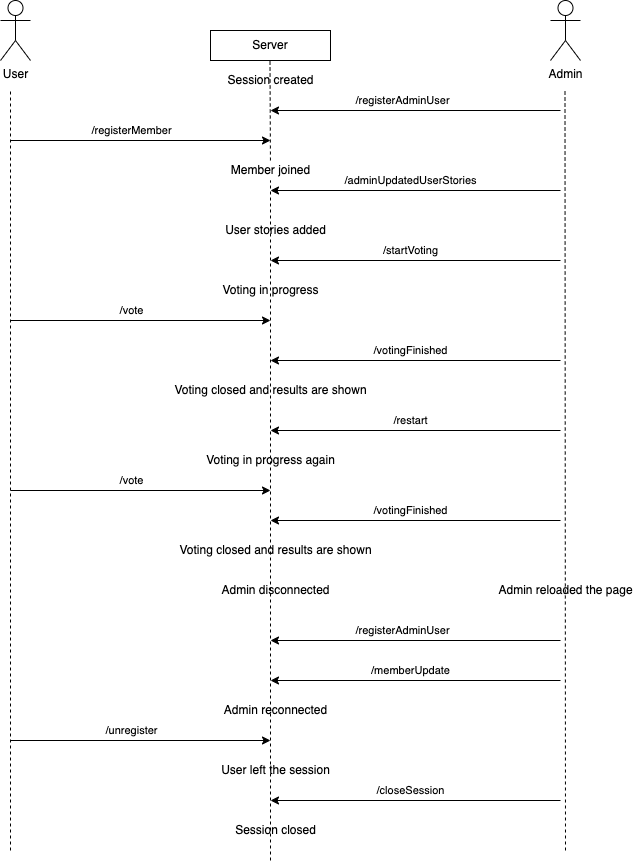 Server
User
Admin
Session created
/registerAdminUser
/registerMember
Member joined
/adminUpdatedUserStories
User stories added
/startVoting
Voting in progress
/vote
/votingFinished
Voting closed and results are shown
/restart
Voting in progress again
/vote
/votingFinished
Voting closed and results are shown
Admin disconnected
Admin reloaded the page
/registerAdminUser
/memberUpdate
Admin reconnected
/unregister
User left the session
/closeSession
Session closed